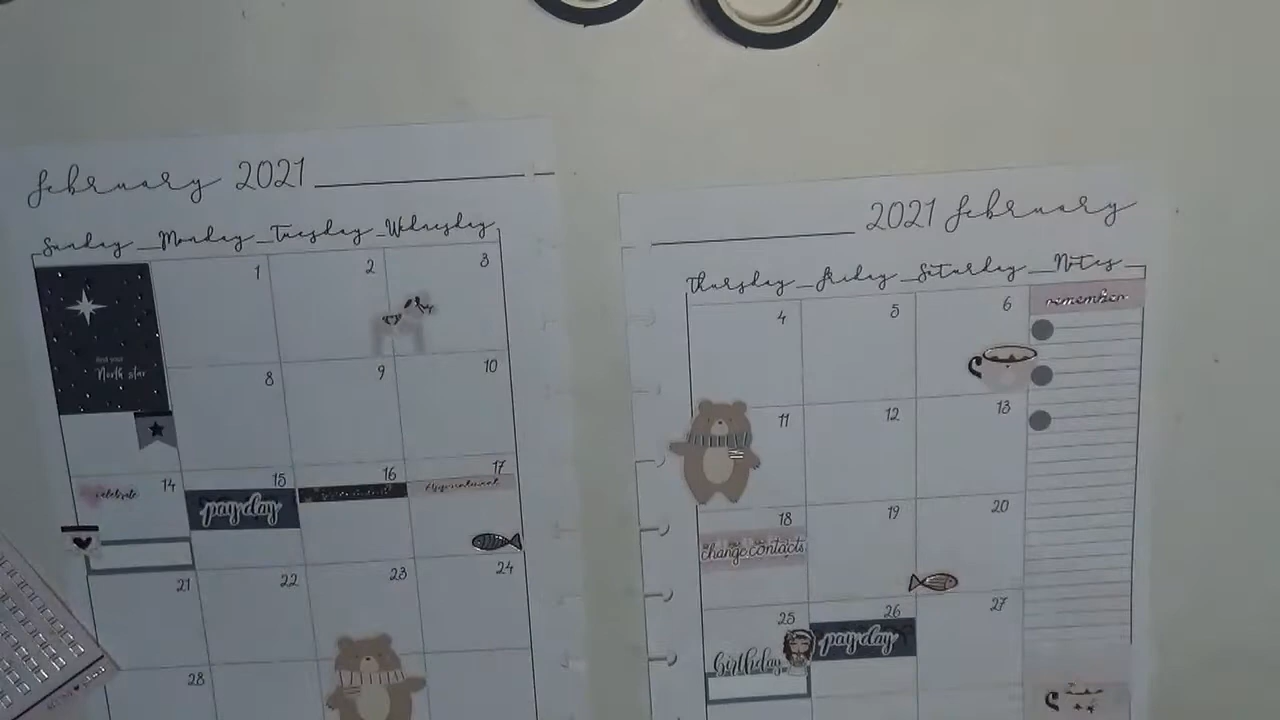 february 2021
Sunday Monday Tuesday Wednesday
1 2 3
find your
North star
8 9 10
celebrate 14 15 16 17
payday
Appointment
21 22 23 24
28
2021 february
Thursday Friday Saturday Notes
4 5 6
remember
11 12 13
18 19 20
change contacts
25 26 27
birthday payday